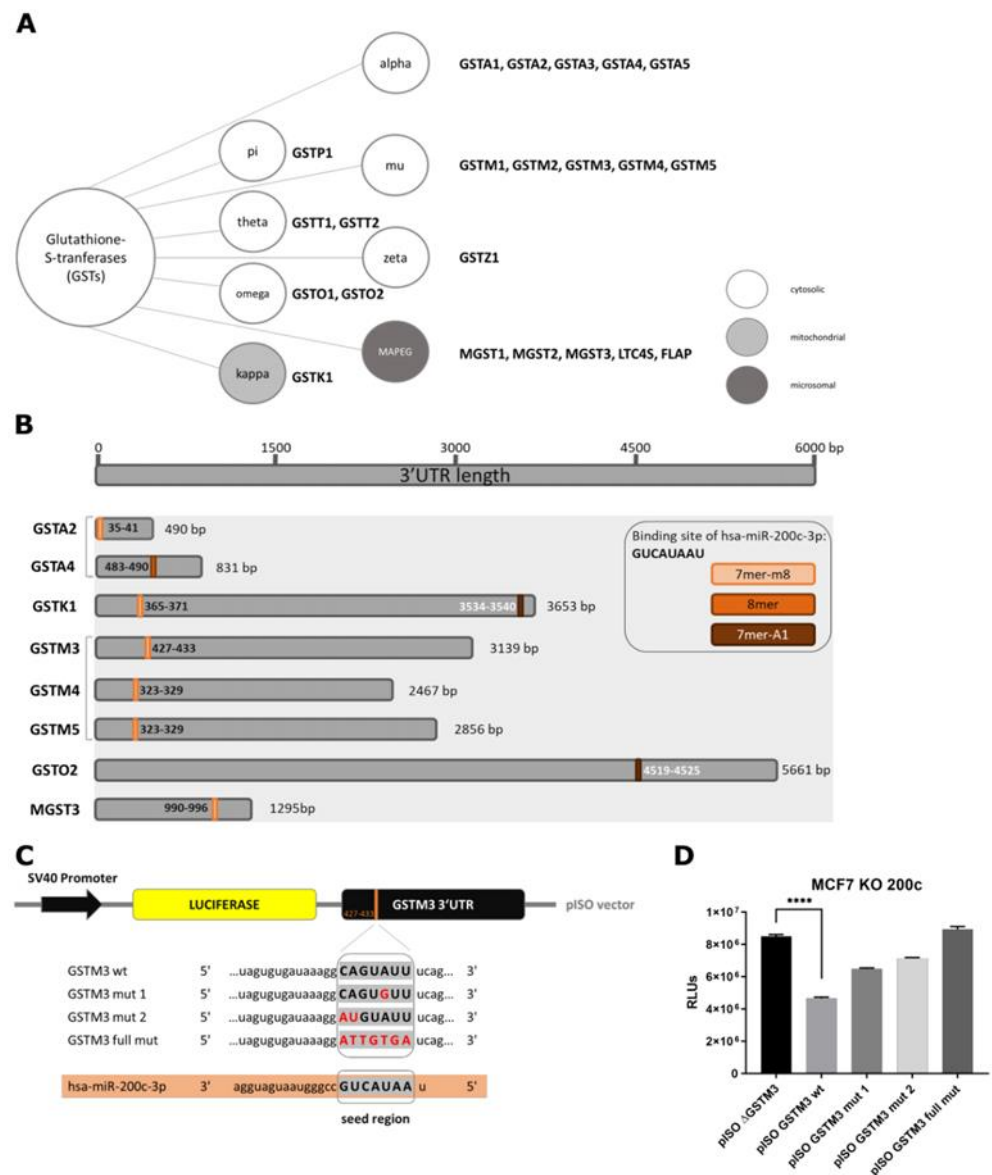 A
alpha
GSTA1, GSTA2, GSTA3, GSTA4, GSTA5
pi
GSTP1
mu
GSTM1, GSTM2, GSTM3, GSTM4, GSTM5
theta
GSTT1, GSTT2
Glutathione-
S-tranferases
(GSTs)
zeta
GSTZ1
omega
GSTO1, GSTO2
cytosolic
mitochondrial
MAPEG
MGST1, MGST2, MGST3, LTC4S, FLAP
kappa
GSTK1
microsomal
B
0 1500 3000 4500 6000 bp
3'UTR length
GSTA2 35-41 490 bp
GSTA4 483-490 831 bp
GSTK1 365-371 3534-3540 3653 bp
GSTM3 427-433 3139 bp
GSTM4 323-329 2467 bp
GSTM5 323-329 2856 bp
GSTO2 4519-4525 5661 bp
MGST3 990-996 1295bp
Binding site of hsa-miR-200c-3p:
GUCAUAAU
7mer-m8
8mer
7mer-A1
C
SV40 Promoter
LUCIFERASE
427-433
GSTM3 3'UTR
pISO vector
GSTM3 wt 5' ...uagugugauaaagg CAGUAUU ucag... 3'
GSTM3 mut 1 5' ...uagugugauaaagg CAGUGUU ucag... 3'
GSTM3 mut 2 5' ...uagugugauaaagg AUGUAUU ucag... 3'
GSTM3 full mut 5' ...uagugugauaaagg ATTGTGA ucag... 3'
hsa-miR-200c-3p 3' agguaguaaugggcc GUCAUAA u 5'
seed region
D
MCF7 KO 200c
****
1×10⁷
8×10⁶
6×10⁶
4×10⁶
2×10⁶
0
RLUs
pISO ΔGSTM3
pISO GSTM3 wt
pISO GSTM3 mut 1
pISO GSTM3 mut 2
pISO GSTM3 full mut